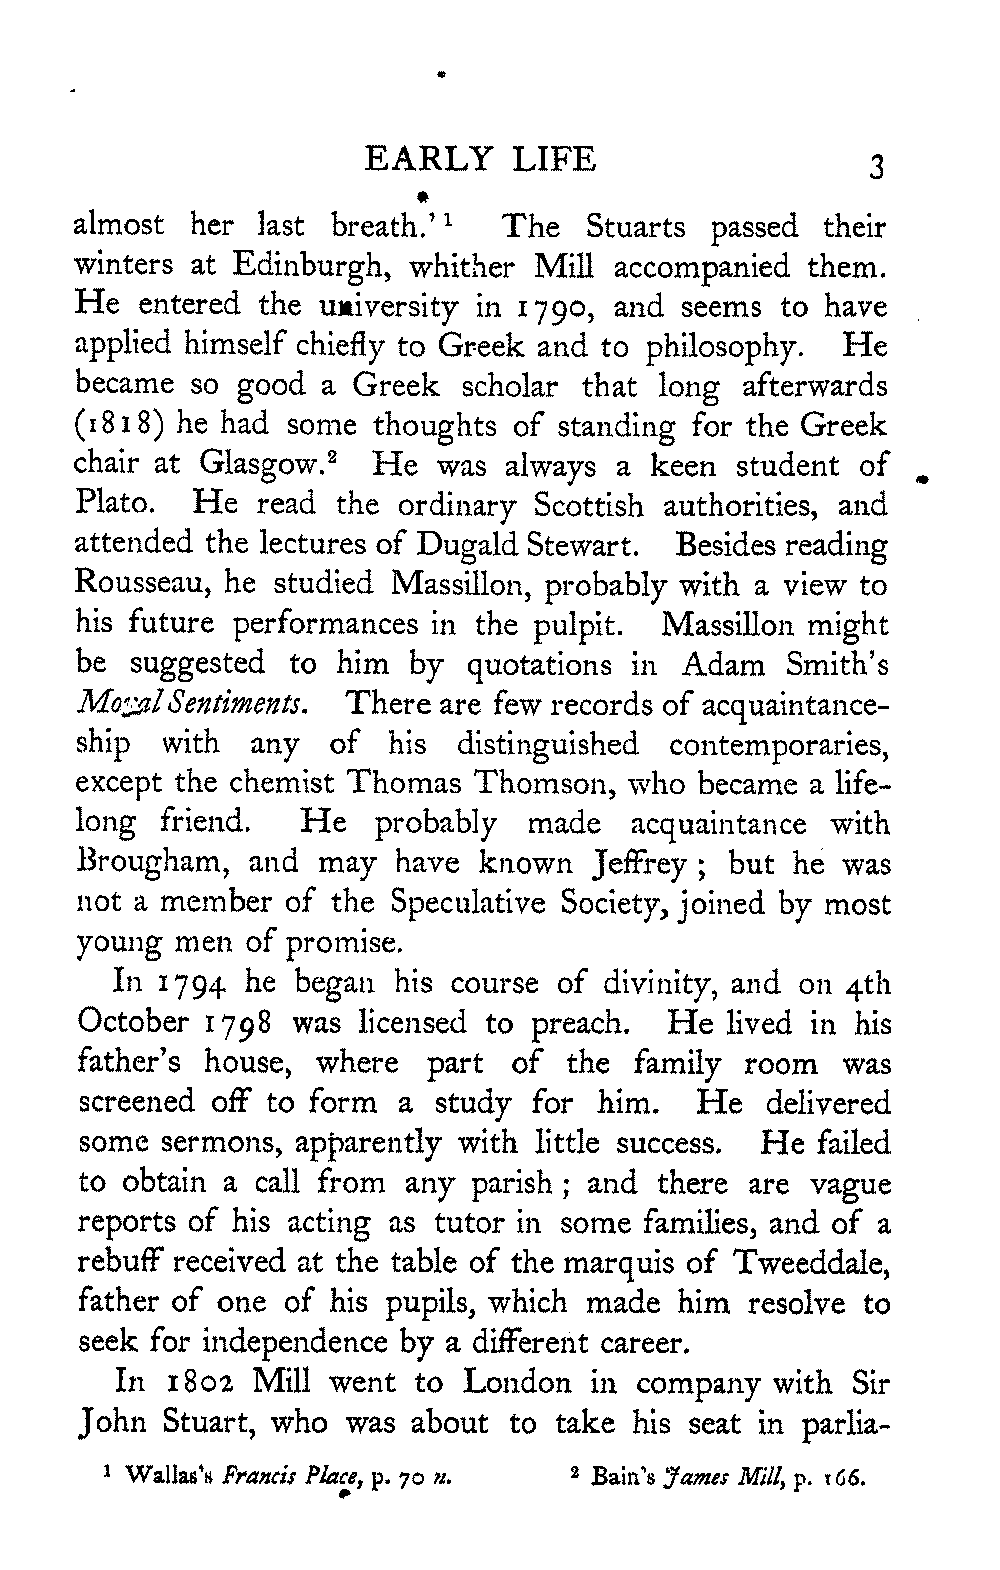 EARLY LIFE 3
almost her last breath.’¹ The Stuarts passed their
winters at Edinburgh, whither Mill accompanied them.
He entered the university in 1790, and seems to have
applied himself chiefly to Greek and to philosophy. He
became so good a Greek scholar that long afterwards
(1818) he had some thoughts of standing for the Greek
chair at Glasgow.² He was always a keen student of
Plato. He read the ordinary Scottish authorities, and
attended the lectures of Dugald Stewart. Besides reading
Rousseau, he studied Massillon, probably with a view to
his future performances in the pulpit. Massillon might
be suggested to him by quotations in Adam Smith’s
Moral Sentiments. There are few records of acquaintance-
ship with any of his distinguished contemporaries,
except the chemist Thomas Thomson, who became a life-
long friend. He probably made acquaintance with
Brougham, and may have known Jeffrey ; but he was
not a member of the Speculative Society, joined by most
young men of promise.
In 1794 he began his course of divinity, and on 4th
October 1798 was licensed to preach. He lived in his
father’s house, where part of the family room was
screened off to form a study for him. He delivered
some sermons, apparently with little success. He failed
to obtain a call from any parish ; and there are vague
reports of his acting as tutor in some families, and of a
rebuff received at the table of the marquis of Tweeddale,
father of one of his pupils, which made him resolve to
seek for independence by a different career.
In 1802 Mill went to London in company with Sir
John Stuart, who was about to take his seat in parlia-
¹ Wallas’s Francis Place, p. 70 n. ² Bain’s James Mill, p. 166.